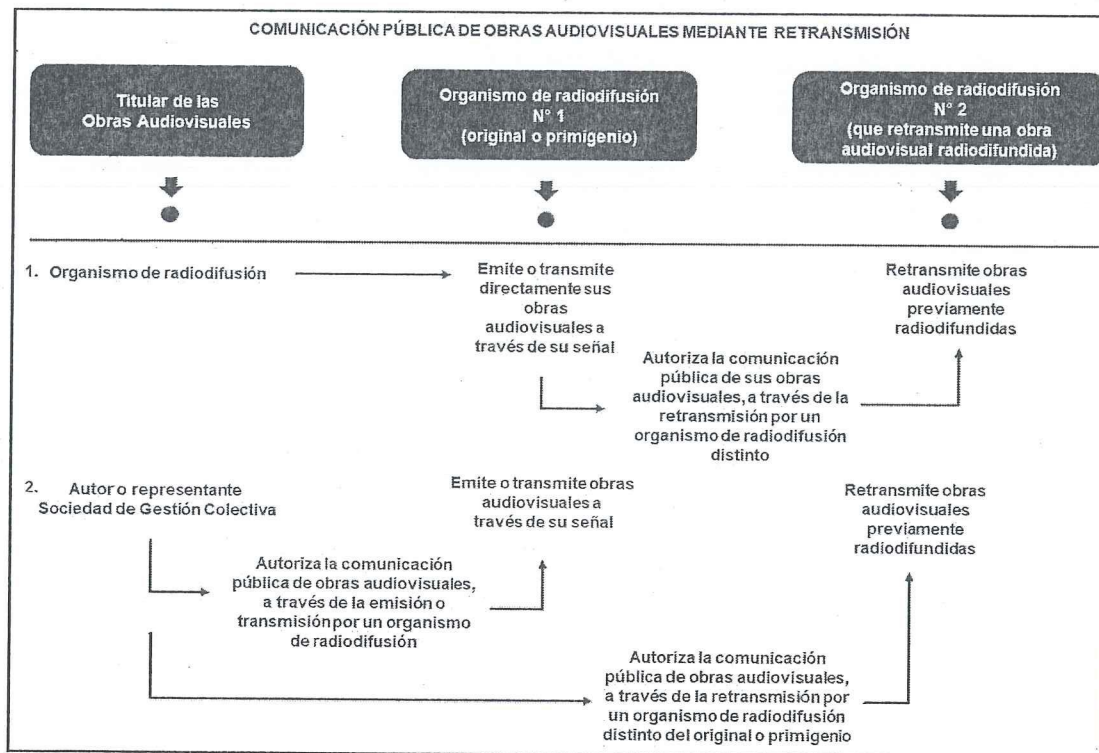 COMUNICACIÓN PÚBLICA DE OBRAS AUDIOVISUALES MEDIANTE RETRANSMISIÓN
Titular de las
Obras Audiovisuales
Organismo de radiodifusión
N° 1
(original o primigenio)
Organismo de radiodifusión
N° 2
(que retransmite una obra
audiovisual radiodifundida)
1. Organismo de radiodifusión
Emite o transmite
directamente sus
obras
audiovisuales a
través de su señal
Autoriza la comunicación
pública de sus obras
audiovisuales, a través de la
retransmisión por un
organismo de radiodifusión
distinto
Retransmite obras
audiovisuales
previamente
radiodifundidas
2. Autor o representante
Sociedad de Gestión Colectiva
Autoriza la comunicación
pública de obras audiovisuales,
a través de la emisión o
transmisión por un organismo
de radiodifusión
Emite o transmite obras
audiovisuales a
través de su señal
Autoriza la comunicación
pública de obras audiovisuales,
a través de la retransmisión por
un organismo de radiodifusión
distinto del original o primigenio
Retransmite obras
audiovisuales
previamente
radiodifundidas